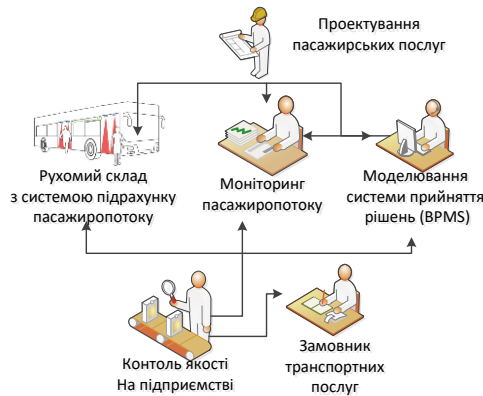 Проектування
пасажирських послуг
Рухомий склад
з системою підрахунку
пасажиропотоку
Моніторинг
пасажиропотоку
Моделювання
системи прийняття
рішень (BPMS)
Контоль якості
На підприємстві
Замовник
транспортних
послуг